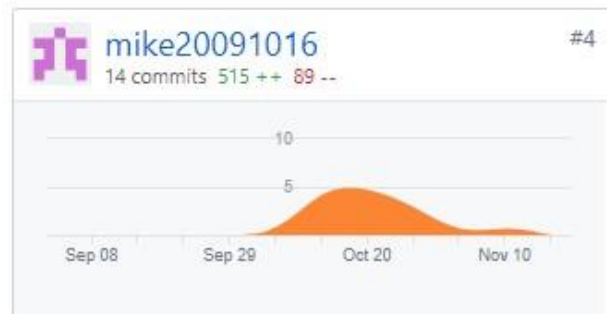 mike20091016
#4
14 commits 515 ++ 89 --
10
5
Sep 08 Sep 29 Oct 20 Nov 10